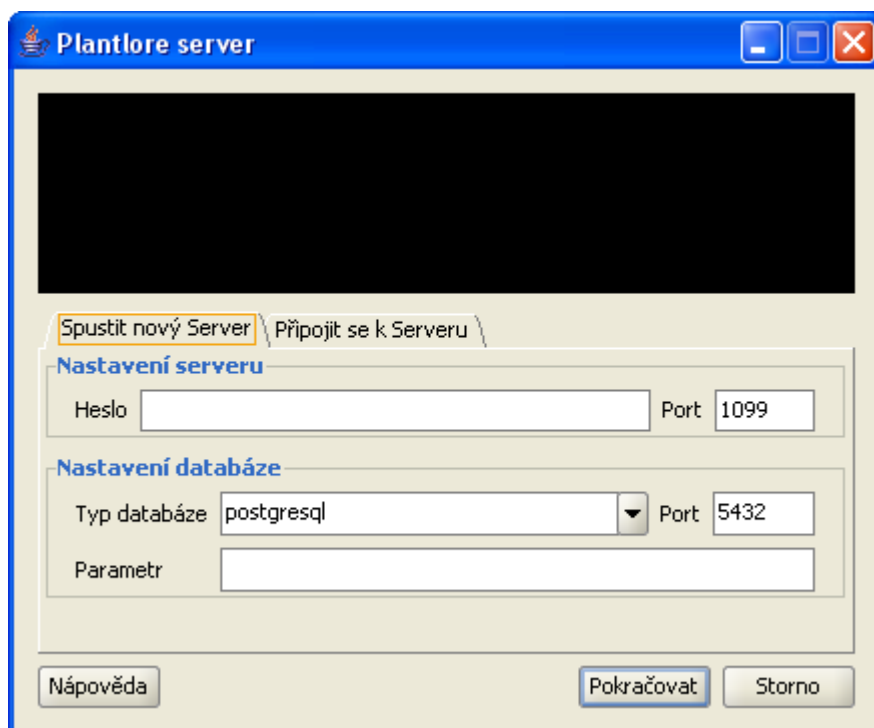 Plantlore server
Spustit nový Server Připojit se k Serveru
Nastavení serveru
Heslo Port 1099
Nastavení databáze
Typ databáze postgresql Port 5432
Parametr
Nápověda Pokračovat Storno